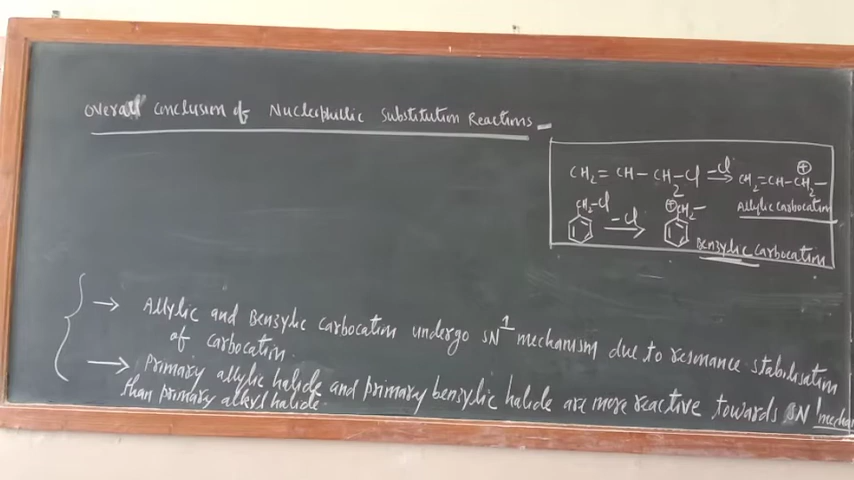 Overall conclusion of Nucleophillic Substitution Reactions -
CH₂=CH-CH₂-Cl -Cl→ CH₂=CH-CH₂- ⊕
Allylic carbocation
CH₂-Cl -Cl→ ⊕ CH₂-
Benzylic carbocation
→ Allylic and Benzylic carbocation undergo SN1 mechanism due to resonance stabilisation
of carbocation.
→ Primary allylic halide and primary benzylic halide are more reactive towards SN1
than primary alkyl halide.